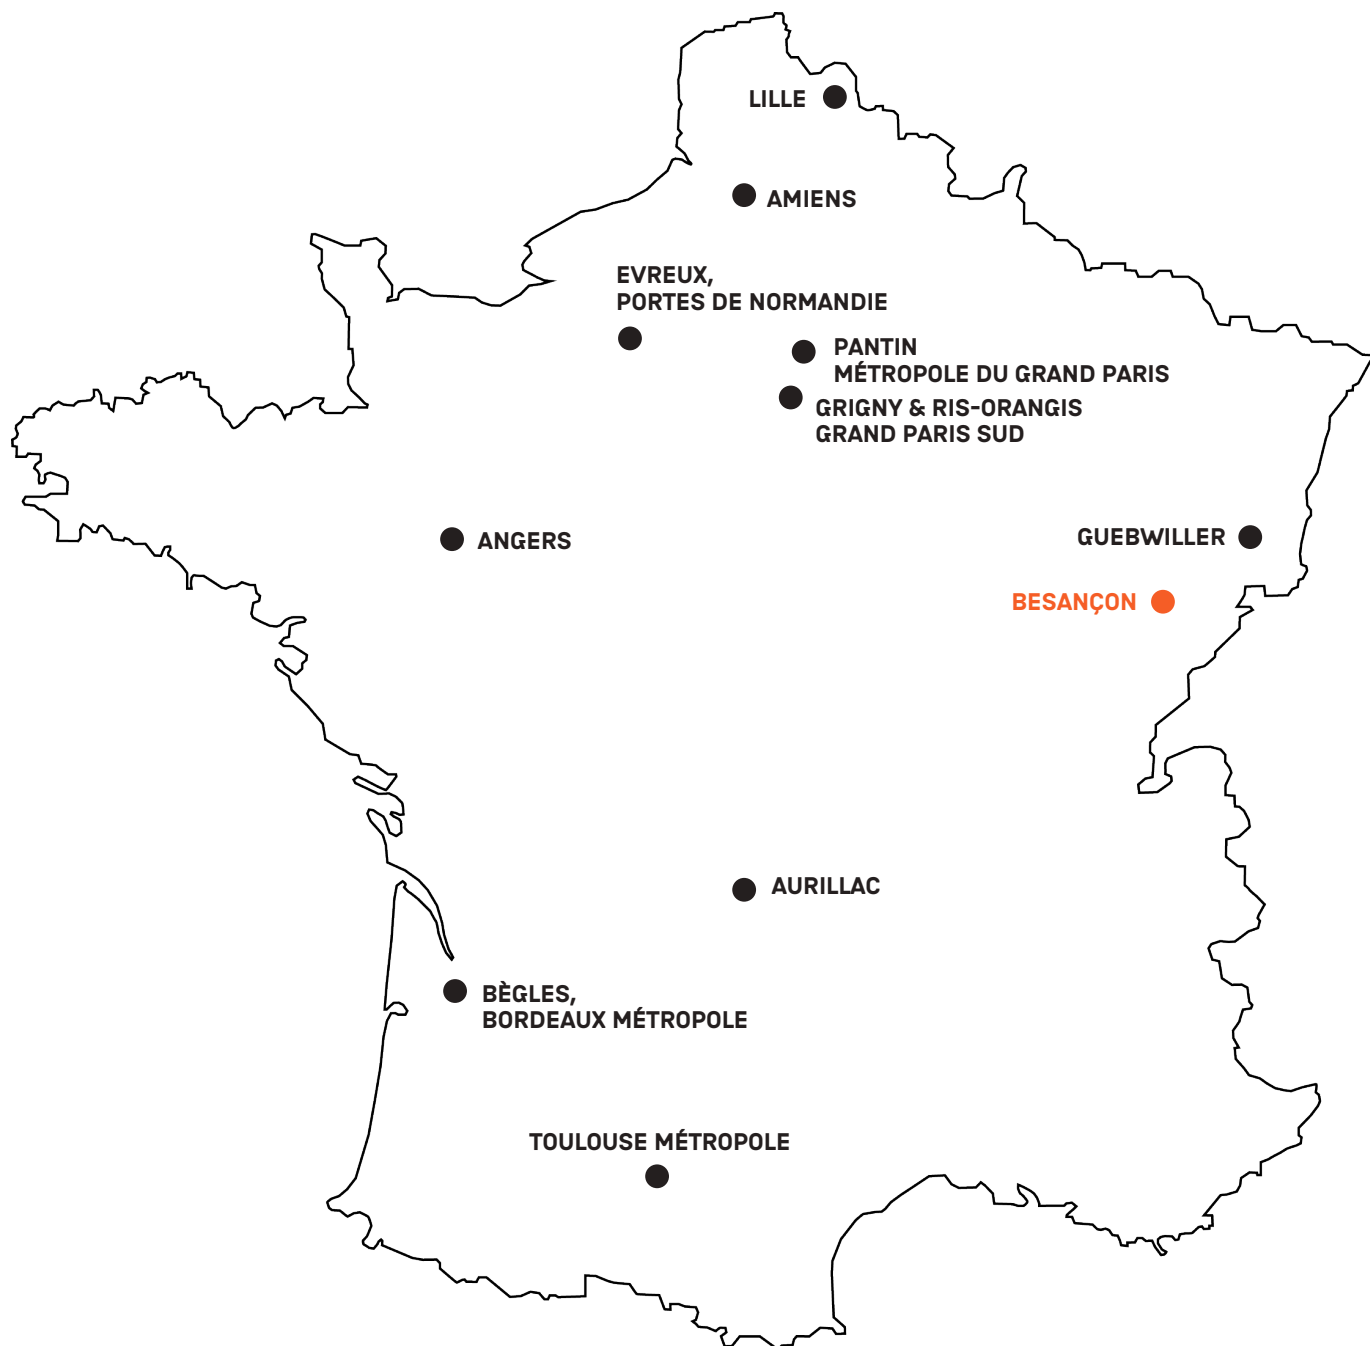 LILLE
AMIENS
EVREUX,
PORTES DE NORMANDIE
PANTIN
MÉTROPOLE DU GRAND PARIS
GRIGNY & RIS-ORANGIS
GRAND PARIS SUD
ANGERS
GUEBWILLER
BESANÇON
AURILLAC
BÈGLES,
BORDEAUX MÉTROPOLE
TOULOUSE MÉTROPOLE